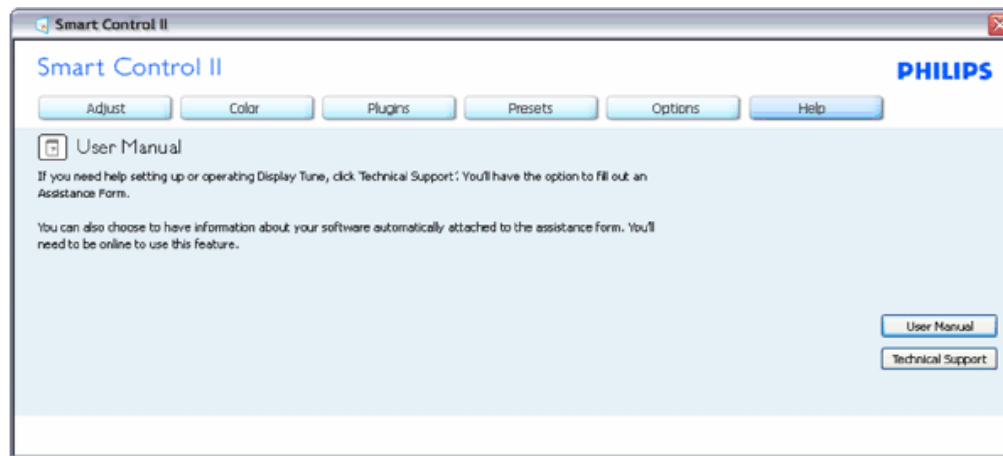 Smart Control II
Smart Control II
PHILIPS
Adjust Color Plugins Presets Options Help
User Manual
If you need help setting up or operating Display Tune, click 'Technical Support'. You'll have the option to fill out an
Assistance Form.
You can also choose to have information about your software automatically attached to the assistance form. You'll
need to be online to use this feature.
User Manual
Technical Support